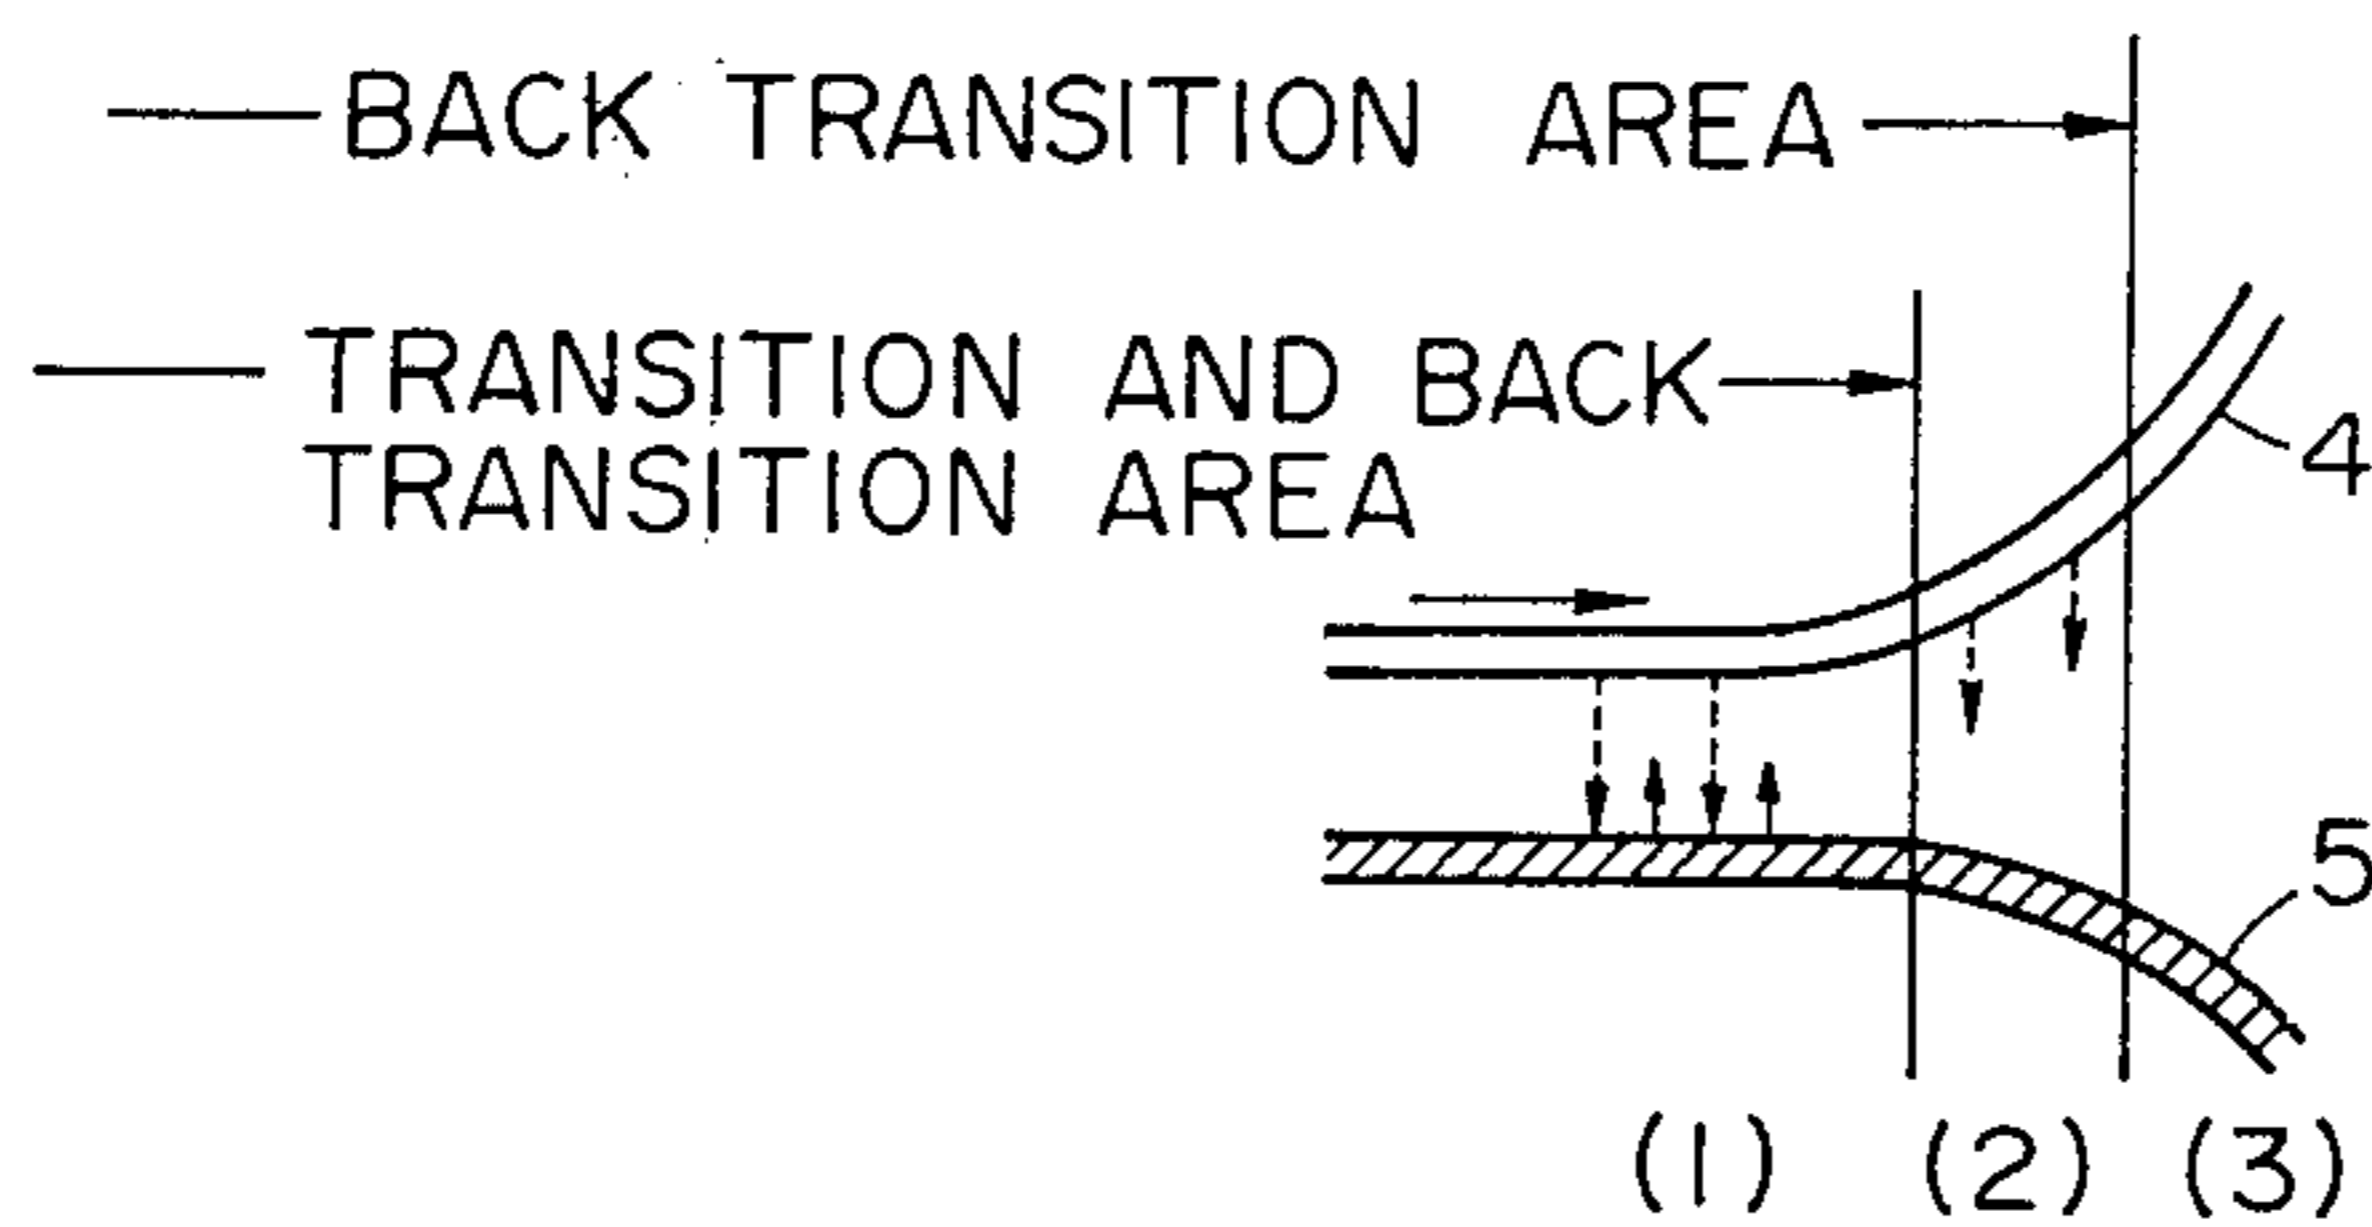 BACK TRANSITION AREA
TRANSITION AND BACK
TRANSITION AREA
4
5
(1) (2) (3)